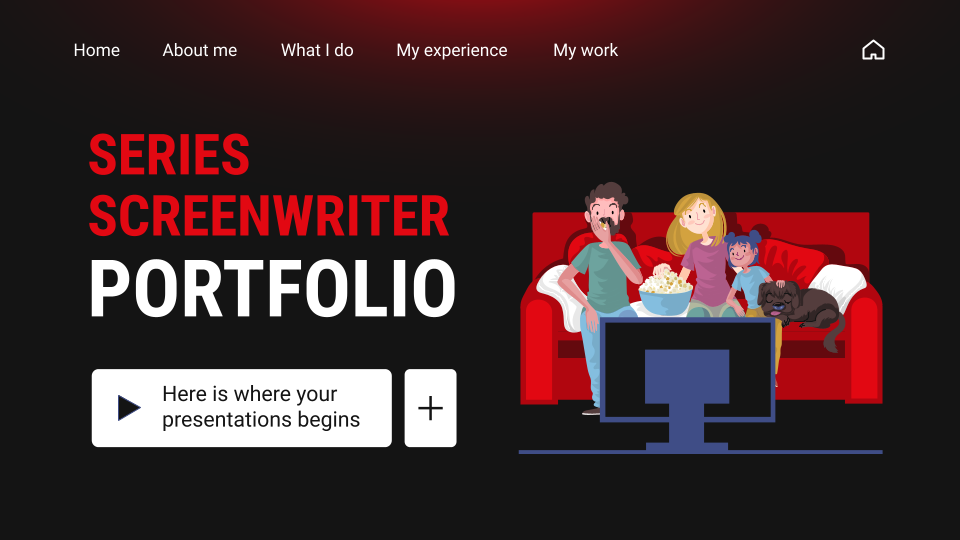 Home About me What I do My experience My work
SERIES
SCREENWRITER
PORTFOLIO
Here is where your
presentations begins